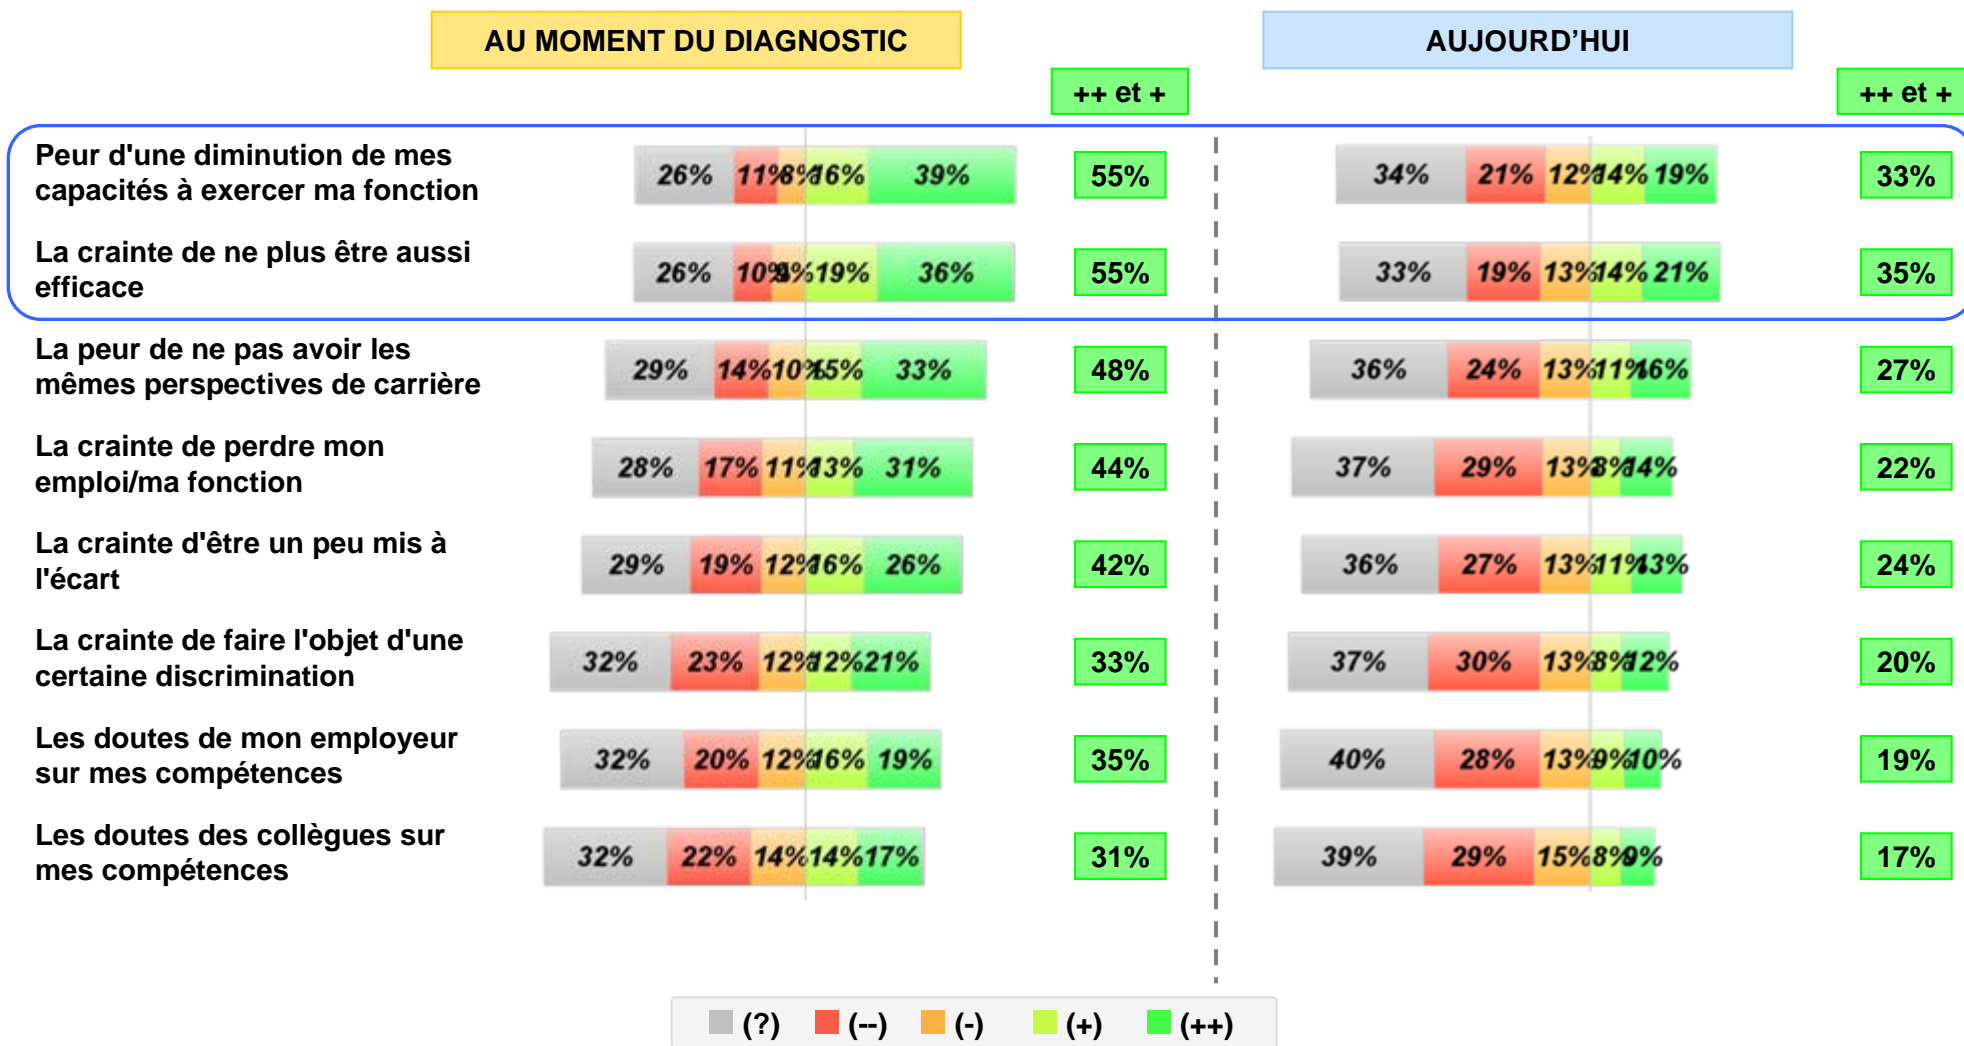 AU MOMENT DU DIAGNOSTIC
AUJOURD'HUI
++ et +
++ et +
Peur d'une diminution de mes
capacités à exercer ma fonction
26% 11% 8% 16% 39%
55%
34% 21% 12% 14% 19%
33%
La crainte de ne plus être aussi
efficace
26% 10% 9% 19% 36%
55%
33% 19% 13% 14% 21%
35%
La peur de ne pas avoir les
mêmes perspectives de carrière
29% 14% 10% 15% 33%
48%
36% 24% 13% 11% 16%
27%
La crainte de perdre mon
emploi/ma fonction
28% 17% 11% 13% 31%
44%
37% 29% 13% 8% 14%
22%
La crainte d'être un peu mis à
l'écart
29% 19% 12% 16% 26%
42%
36% 27% 13% 11% 13%
24%
La crainte de faire l'objet d'une
certaine discrimination
32% 23% 12% 12% 21%
33%
37% 30% 13% 8% 12%
20%
Les doutes de mon employeur
sur mes compétences
32% 20% 12% 16% 19%
35%
40% 28% 13% 9% 10%
19%
Les doutes des collègues sur
mes compétences
32% 22% 14% 14% 17%
31%
39% 29% 15% 8% 9%
17%
(?) (--) (-) (+) (++)